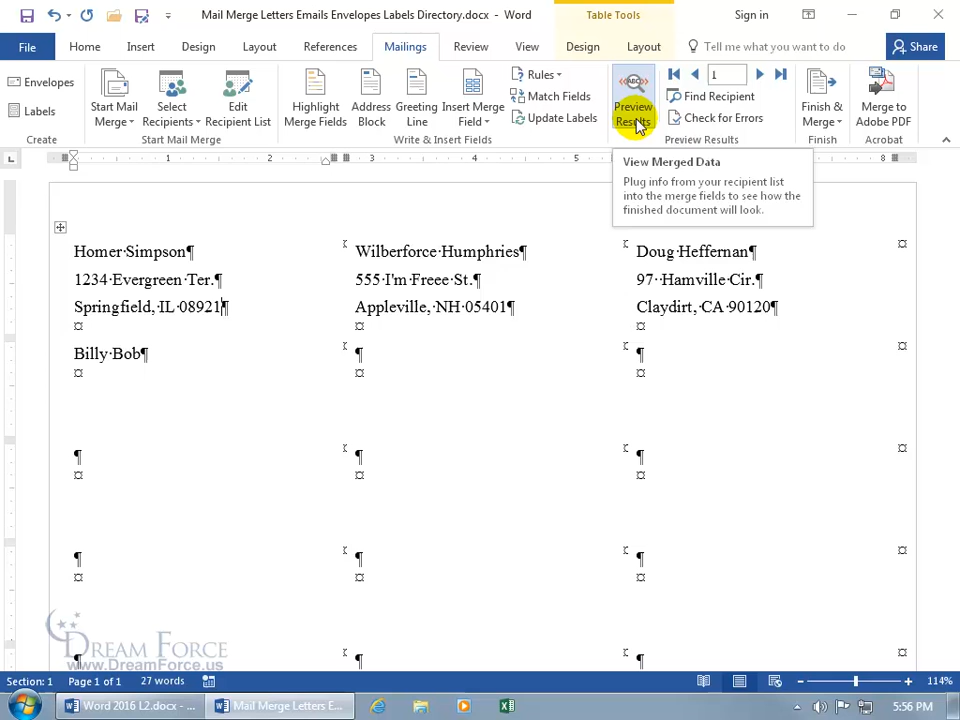 Mail Merge Letters Emails Envelopes Labels Directory.docx - Word
Table Tools
Sign in
File
Home
Insert
Design
Layout
References
Mailings
Review
View
Design
Layout
Tell me what you want to do
Share
Envelopes
Labels
Create
Start Mail
Merge
Select
Recipients
Edit
Recipient List
Start Mail Merge
Highlight
Merge Fields
Address
Block
Greeting
Line
Insert Merge
Field
Rules
Match Fields
Update Labels
Write & Insert Fields
ABC
Preview
Results
1
Find Recipient
Check for Errors
Preview Results
Finish &
Merge
Finish
Merge to
Adobe PDF
Acrobat
View Merged Data
Plug info from your recipient list
into the merge fields to see how the
finished document will look.
L
1 2 3 4 5 8
Homer·Simpson¶
1234·Evergreen·Ter.¶
Springfield,·IL·08921¶
¤
Wilberforce·Humphries¶
555·I'm·Freee·St.¶
Appleville,·NH·05401¶
¤
Doug·Heffernan¶
97··Hamville·Cir.¶
Claydirt,·CA·90120¶
¤
Billy·Bob¶
¤
DREAM FORCE
www.DreamForce.us
Section: 1
Page 1 of 1
27 words
114%
Word 2016 L2.docx - ...
Mail Merge Letters E...
5:56 PM